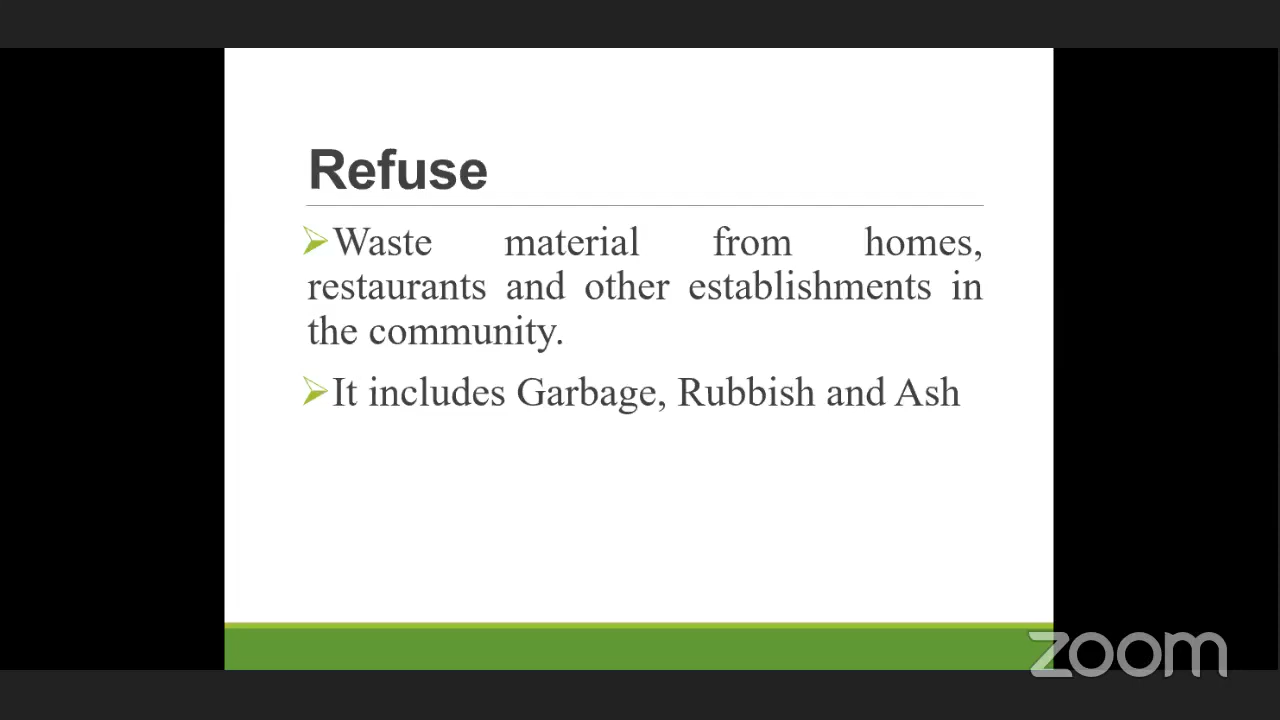 Refuse
Waste material from homes,
restaurants and other establishments in
the community.
It includes Garbage, Rubbish and Ash
zoom